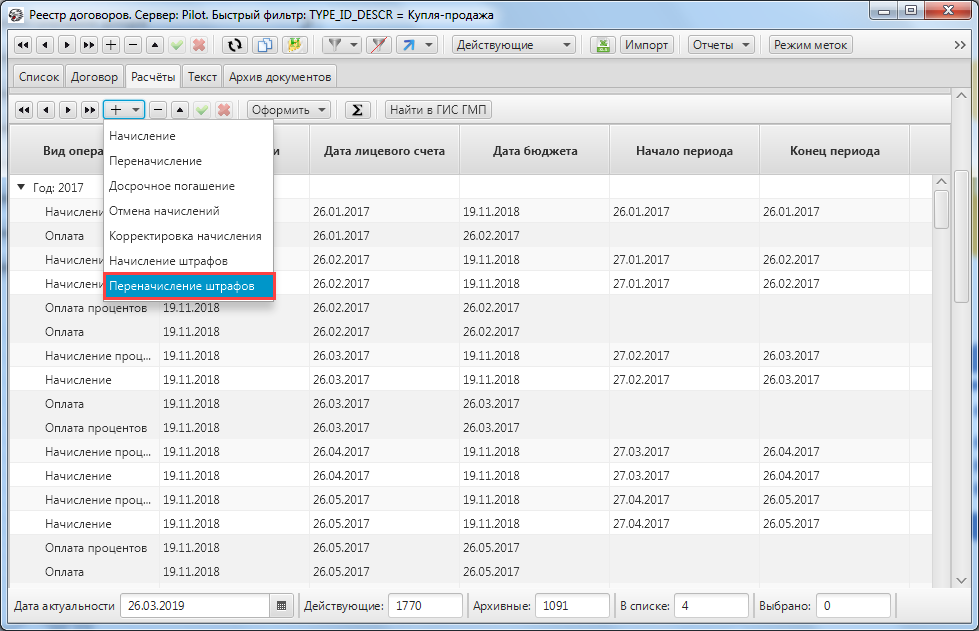 Реестр договоров. Сервер: Pilot. Быстрый фильтр: TYPE_ID_DESCR = Купля-продажа
Действующие Импорт Отчеты Режим меток
Список Договор Расчёты Текст Архив документов
Оформить Σ Найти в ГИС ГМП
Вид опера и Дата лицевого счета Дата бюджета Начало периода Конец периода
Начисление
Переначисление
Досрочное погашение
Отмена начислений
Корректировка начисления
Начисление штрафов
Переначисление штрафов
Год: 2017
Начислени 26.01.2017 19.11.2018 26.01.2017 26.01.2017
Оплата 26.01.2017 26.02.2017
Начислени 26.02.2017 19.11.2018 27.01.2017 26.02.2017
Начислени 26.02.2017 19.11.2018 27.01.2017 26.02.2017
Оплата процентов 19.11.2018 26.02.2017 26.02.2017
Оплата 19.11.2018 26.02.2017 26.02.2017
Начисление проц... 19.11.2018 26.03.2017 19.11.2018 27.02.2017 26.03.2017
Начисление 19.11.2018 26.03.2017 19.11.2018 27.02.2017 26.03.2017
Оплата 19.11.2018 26.03.2017 26.03.2017
Оплата процентов 19.11.2018 26.03.2017 26.03.2017
Начисление проц... 19.11.2018 26.04.2017 19.11.2018 27.03.2017 26.04.2017
Начисление 19.11.2018 26.04.2017 19.11.2018 27.03.2017 26.04.2017
Начисление проц... 19.11.2018 26.05.2017 19.11.2018 27.04.2017 26.05.2017
Начисление 19.11.2018 26.05.2017 19.11.2018 27.04.2017 26.05.2017
Оплата процентов 19.11.2018 26.05.2017 26.05.2017
Оплата 19.11.2018 26.05.2017 26.05.2017
Дата актуальности 26.03.2019 Действующие: 1770 Архивные: 1091 В списке: 4 Выбрано: 0